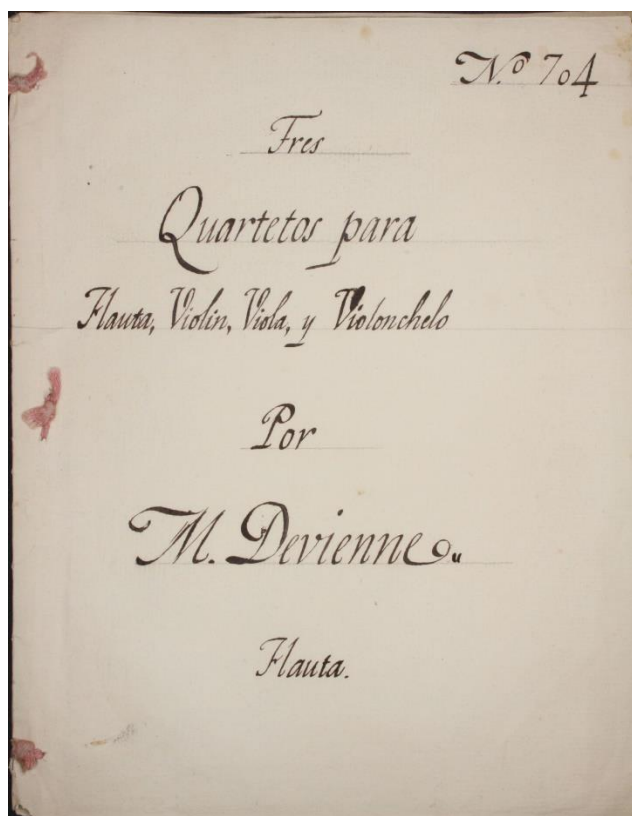 N.º 704
Tres
Quartetos para
Flauta, Violin, Viola, y Violonchelo
Por
M. Devienne
Flauta.